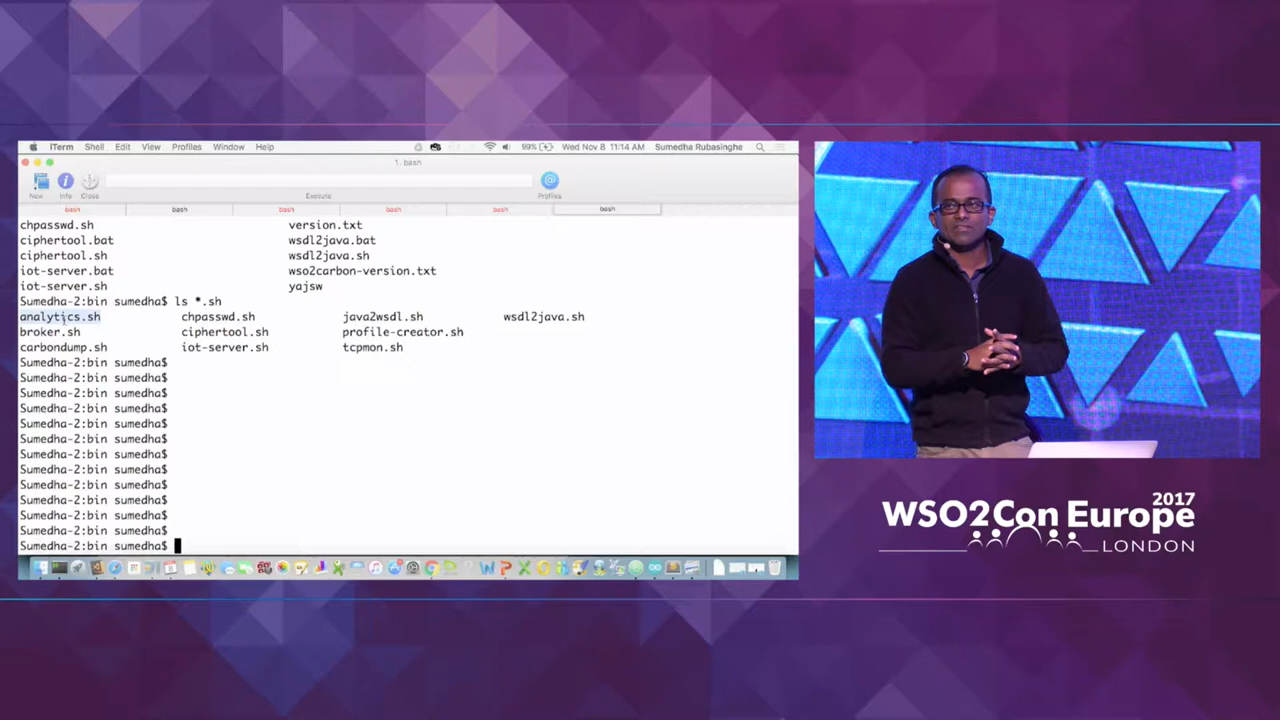 iTerm Shell Edit View Profiles Window Help 99% Wed Nov 8 11:14 AM Sumedha Rubasinghe
1. bash
New Info Close Execute Profiles
bash bash bash bash bash bash
chpasswd.sh version.txt
ciphertool.bat wsdl2java.bat
ciphertool.sh wsdl2java.sh
iot-server.bat wso2carbon-version.txt
iot-server.sh yajsw
Sumedha-2:bin sumedha$ ls *.sh
analytics.sh chpasswd.sh java2wsdl.sh wsdl2java.sh
broker.sh ciphertool.sh profile-creator.sh
carbondump.sh iot-server.sh tcpmon.sh
Sumedha-2:bin sumedha$
Sumedha-2:bin sumedha$
Sumedha-2:bin sumedha$
Sumedha-2:bin sumedha$
Sumedha-2:bin sumedha$
Sumedha-2:bin sumedha$
Sumedha-2:bin sumedha$
Sumedha-2:bin sumedha$
Sumedha-2:bin sumedha$
Sumedha-2:bin sumedha$
Sumedha-2:bin sumedha$
Sumedha-2:bin sumedha$
Sumedha-2:bin sumedha$
2017
WSO2Con Europe
LONDON